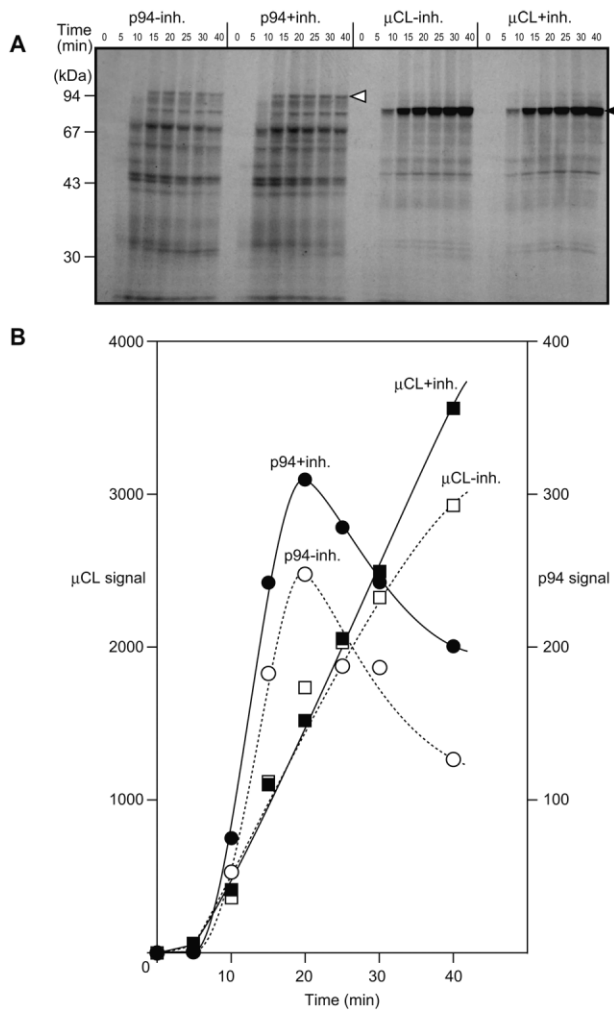 A
Time (min)
p94-inh.
p94+inh.
μCL-inh.
μCL+inh.
0 5 10 15 20 25 30 40
0 5 10 15 20 25 30 40
0 5 10 15 20 25 30 40
0 5 10 15 20 25 30 40
(kDa)
94
67
43
30
B
4000
3000
2000
1000
0
μCL signal
400
300
200
100
p94 signal
μCL+inh.
μCL-inh.
p94+inh.
p94-inh.
10 20 30 40
Time (min)